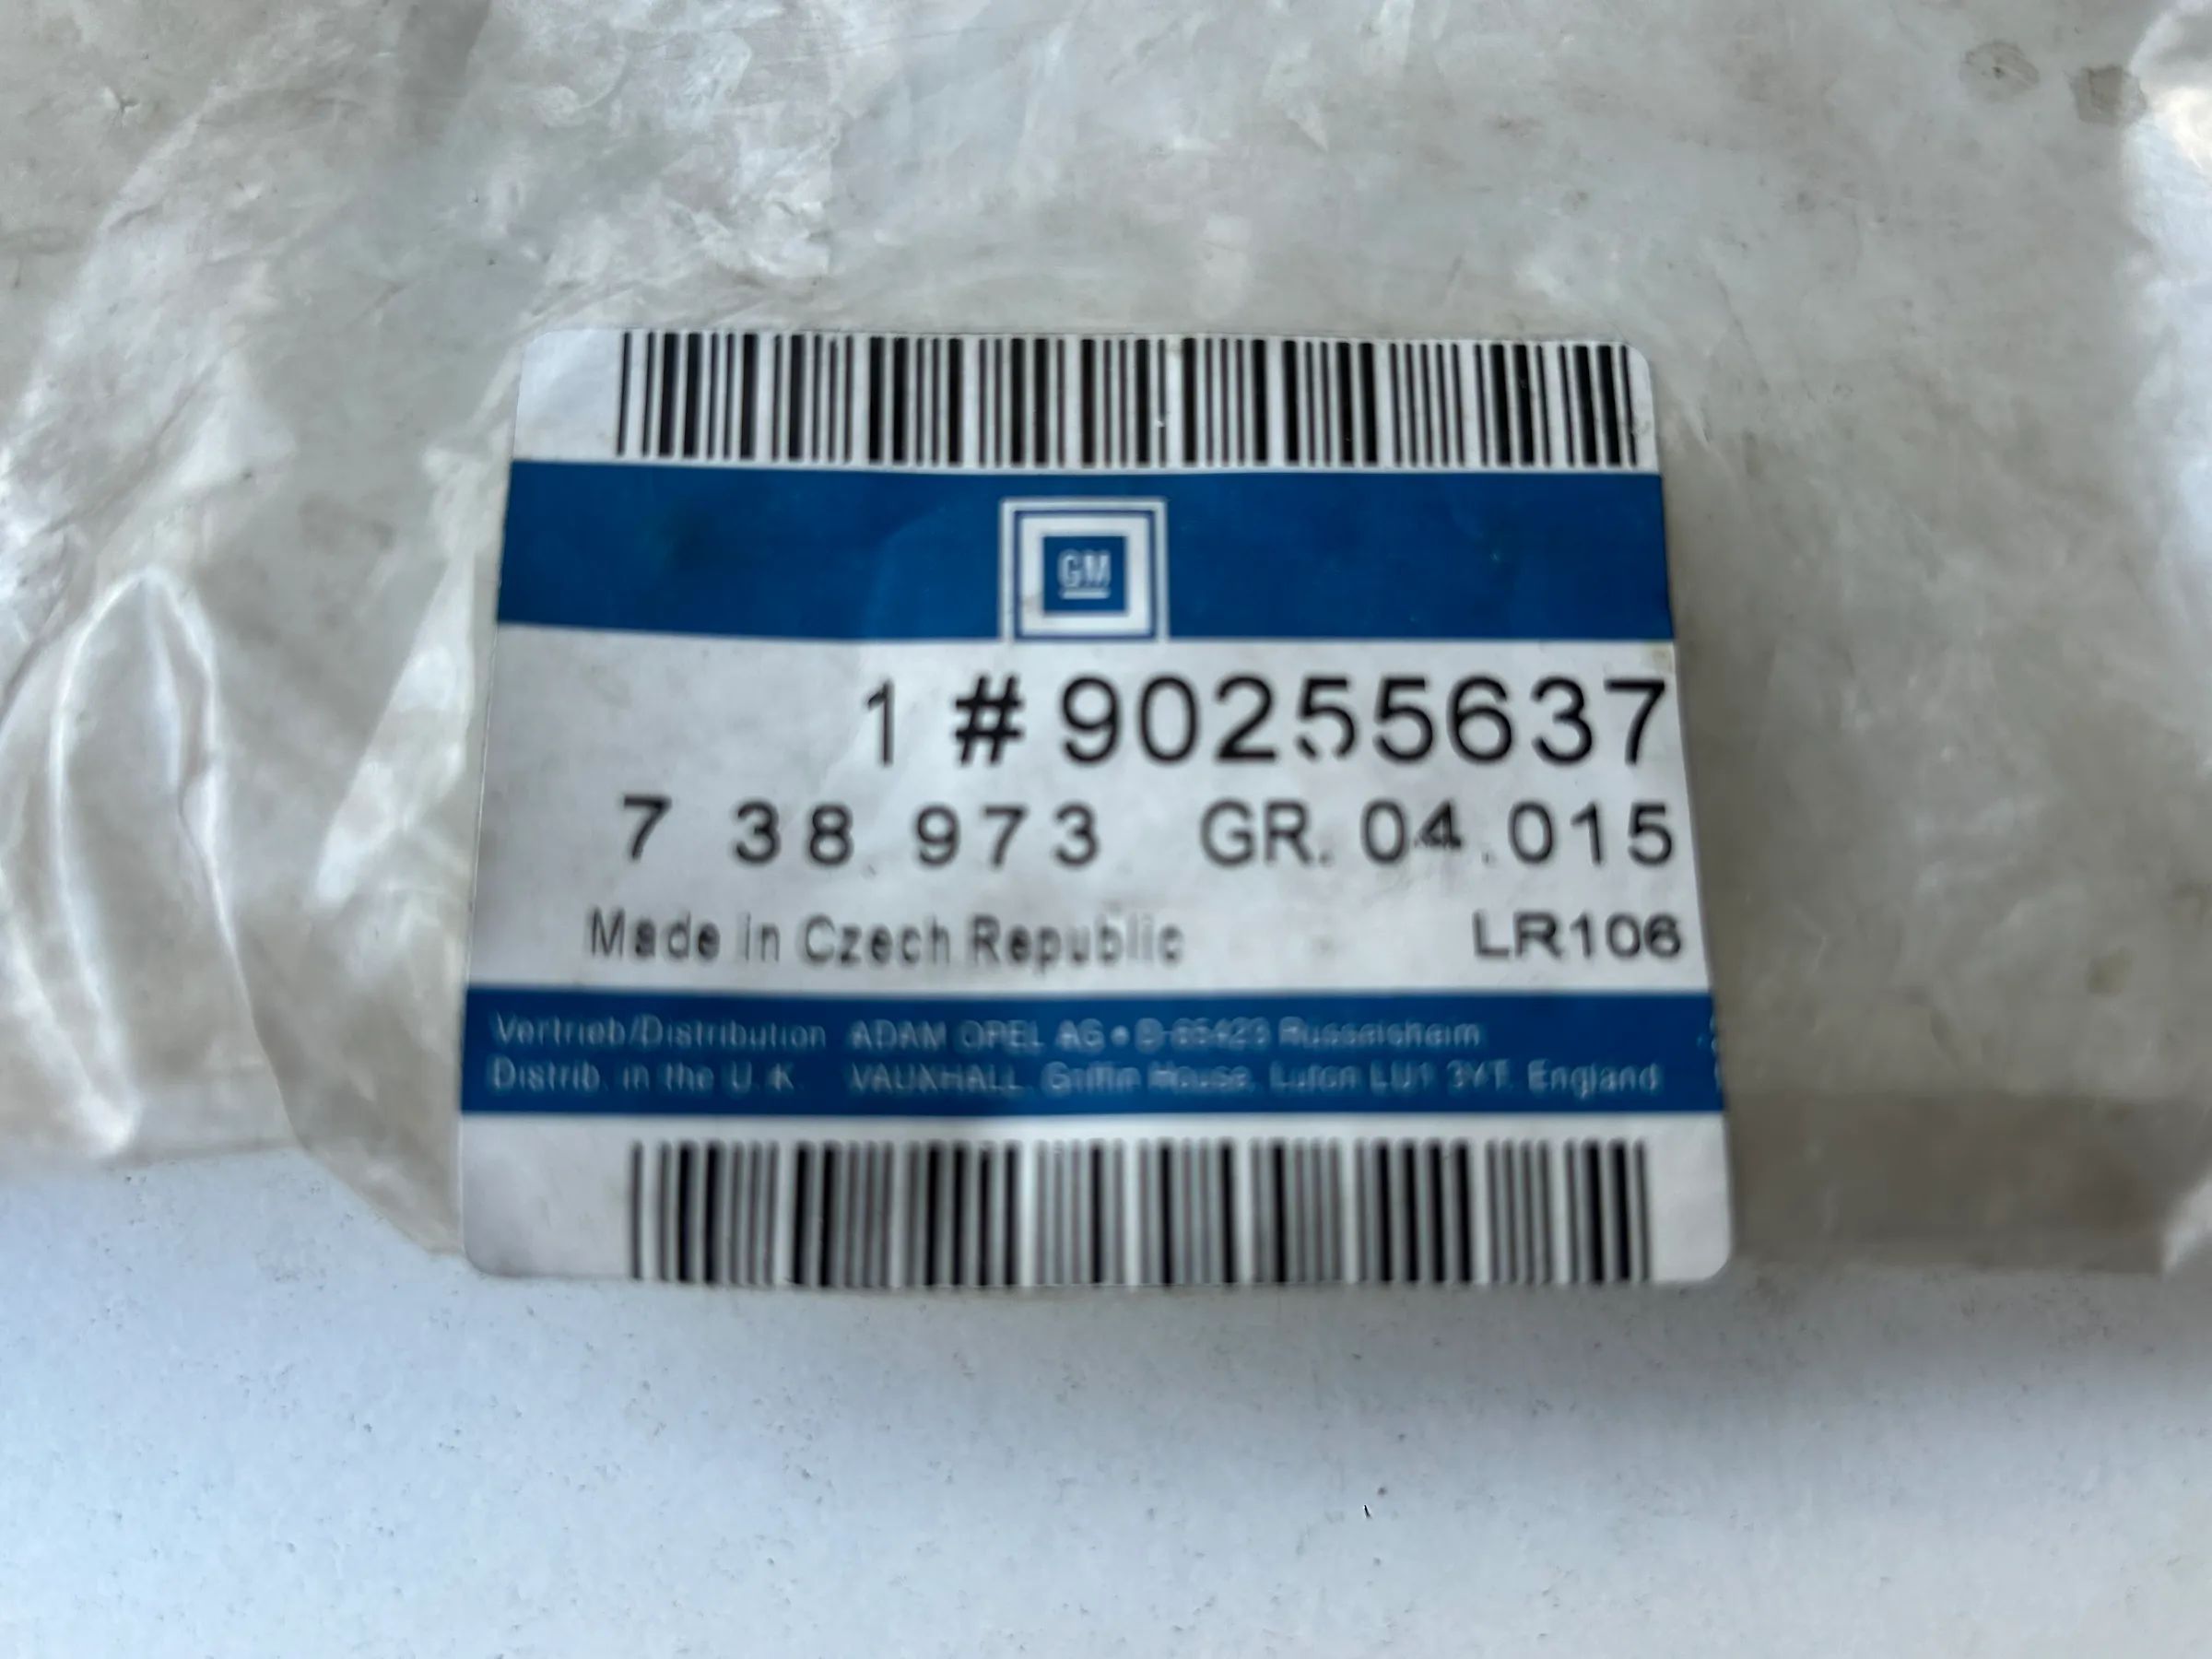 GM
1 # 90255637
7 38 973 GR. 04.015
Made in Czech Republic LR106
Vertrieb/Distribution ADAM OPEL AG • D-65423 Russelsheim
Distrib. in the U.K. VAUXHALL, Griffin House, Luton LU1 3YT. England